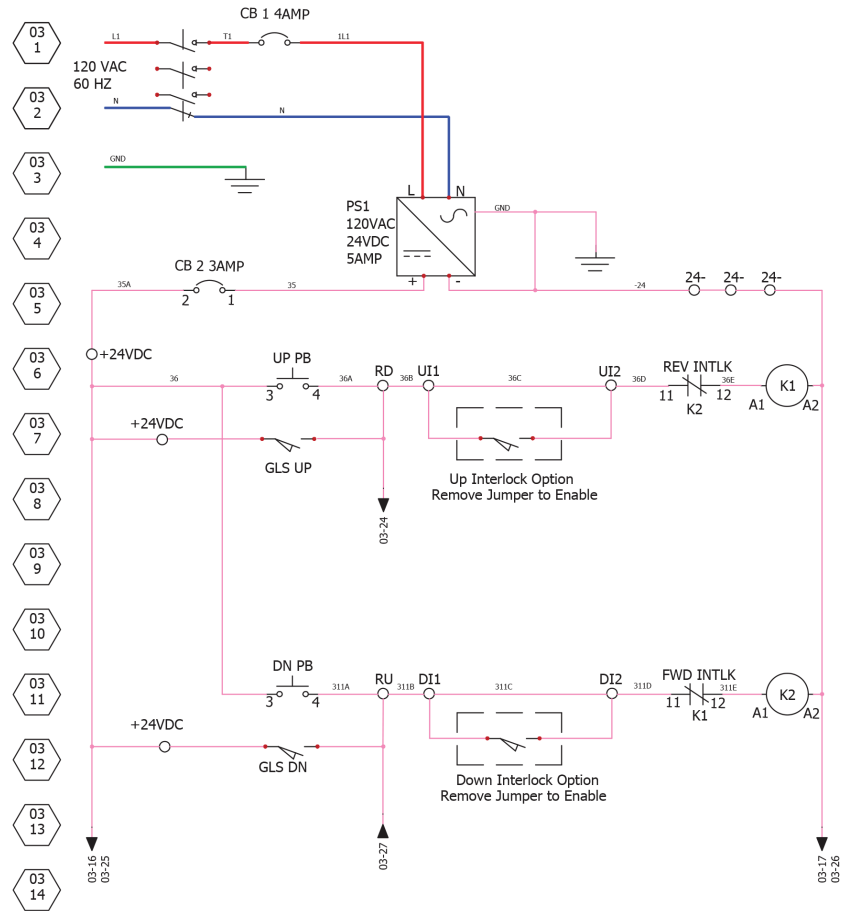 CB 1 4AMP
03
1
L1
T1
1L1
120 VAC
60 HZ
03
2
N
N
03
3
GND
L
N
PS1
120VAC
24VDC
5AMP
GND
03
4
CB 2 3AMP
+
-
03
5
35A
2
1
35
-24
24-
24-
24-
03
6
+24VDC
UP PB
RD
UI1
UI2
REV INTLK
36
3
4
36A
36B
36C
36D
11
12
36E
K2
K1
A1
A2
03
7
+24VDC
GLS UP
Up Interlock Option
Remove Jumper to Enable
03
8
03-24
03
9
03
10
03
11
DN PB
RU
DI1
DI2
FWD INTLK
3
4
311A
311B
311C
311D
11
12
311E
K1
K2
A1
A2
03
12
+24VDC
GLS DN
Down Interlock Option
Remove Jumper to Enable
03
13
03-16
03-25
03-27
03-17
03-26
03
14